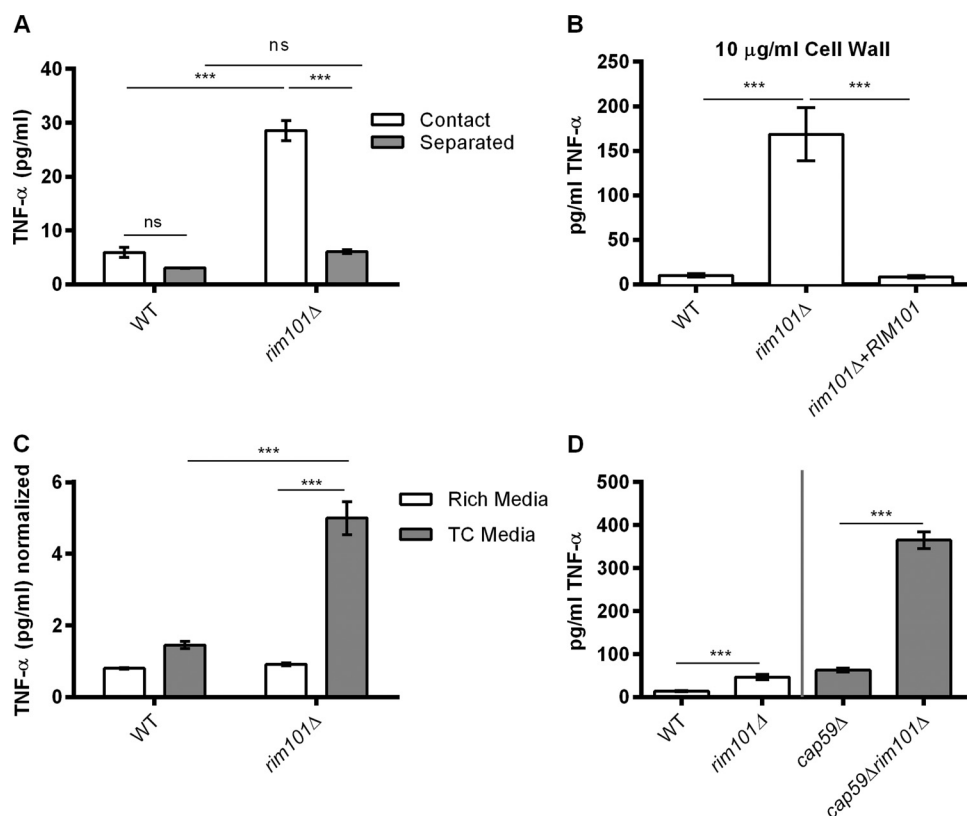 A
TNF-α (pg/ml)
40
30
20
10
0
ns
***
***
ns
Contact
Separated
WT
rim101Δ
B
10 μg/ml Cell Wall
pg/ml TNF-α
250
200
150
100
50
0
***
***
WT
rim101Δ
rim101Δ+RIM101
C
TNF-α (pg/ml) normalized
6
4
2
0
***
***
Rich Media
TC Media
WT
rim101Δ
D
pg/ml TNF-α
500
400
300
200
100
0
***
***
WT
rim101Δ
cap59Δ
cap59Δrim101Δ